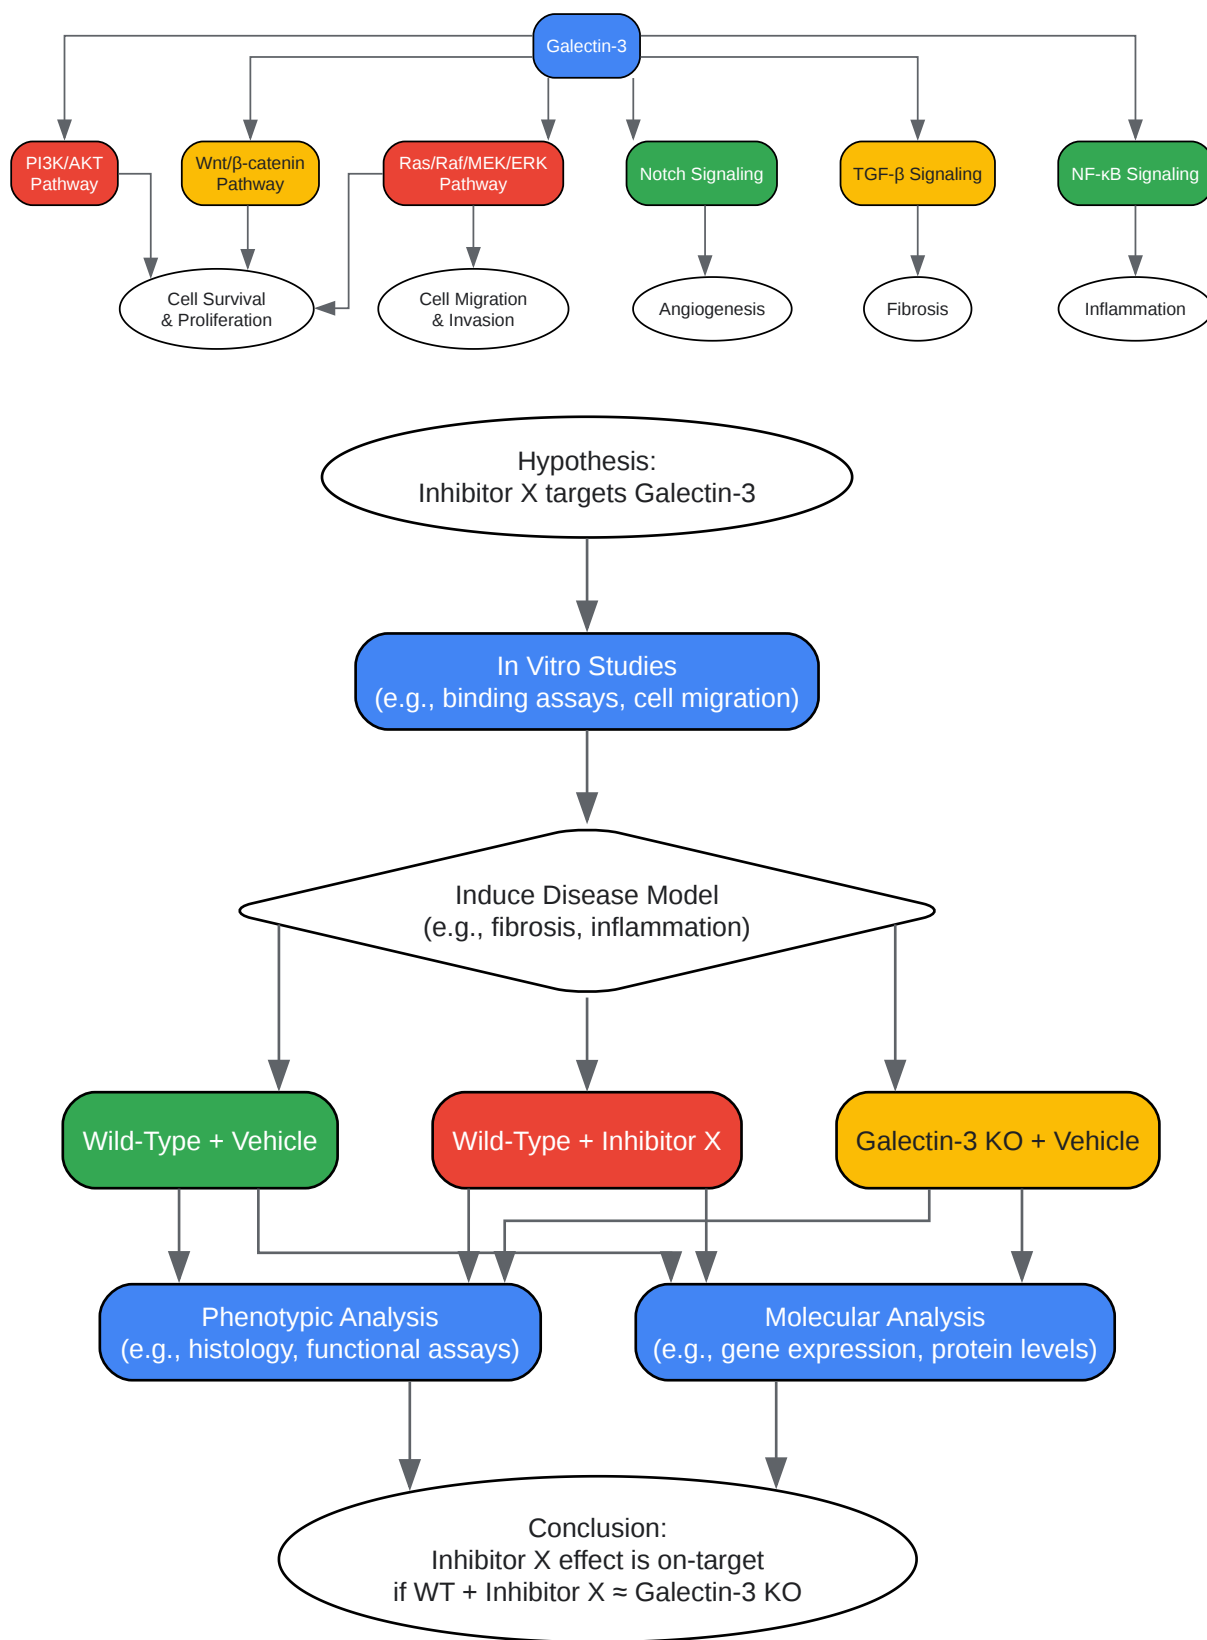 Galectin-3
PI3K/AKT
Pathway
Wnt/β-catenin
Pathway
Ras/Raf/MEK/ERK
Pathway
Notch Signaling
TGF-β Signaling
NF-κB Signaling
Cell Survival
& Proliferation
Cell Migration
& Invasion
Angiogenesis
Fibrosis
Inflammation
Hypothesis:
Inhibitor X targets Galectin-3
In Vitro Studies
(e.g., binding assays, cell migration)
Induce Disease Model
(e.g., fibrosis, inflammation)
Wild-Type + Vehicle
Wild-Type + Inhibitor X
Galectin-3 KO + Vehicle
Phenotypic Analysis
(e.g., histology, functional assays)
Molecular Analysis
(e.g., gene expression, protein levels)
Conclusion:
Inhibitor X effect is on-target
if WT + Inhibitor X ≈ Galectin-3 KO